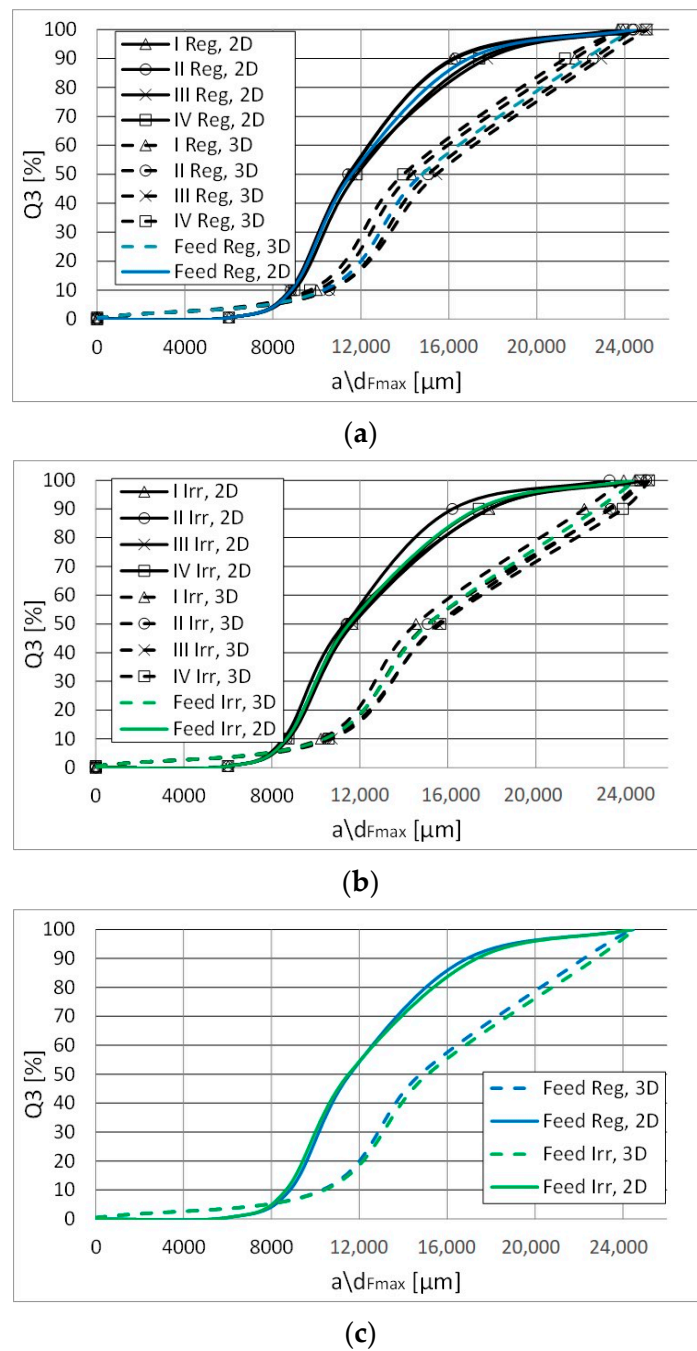 100
90
80
70
60
50
40
30
20
10
0
Q3 [%]
I Reg, 2D
II Reg, 2D
III Reg, 2D
IV Reg, 2D
I Reg, 3D
II Reg, 3D
III Reg, 3D
IV Reg, 3D
Feed Reg, 3D
Feed Reg, 2D
0 4000 8000 12,000 16,000 20,000 24,000
a\dFmax [µm]
(a)
100
90
80
70
60
50
40
30
20
10
0
Q3 [%]
I Irr, 2D
II Irr, 2D
III Irr, 2D
IV Irr, 2D
I Irr, 3D
II Irr, 3D
III Irr, 3D
IV Irr, 3D
Feed Irr, 3D
Feed Irr, 2D
0 4000 8000 12,000 16,000 20,000 24,000
a\dFmax [µm]
(b)
100
90
80
70
60
50
40
30
20
10
0
Q3 [%]
Feed Reg, 3D
Feed Reg, 2D
Feed Irr, 3D
Feed Irr, 2D
0 4000 8000 12,000 16,000 20,000 24,000
a\dFmax [µm]
(c)